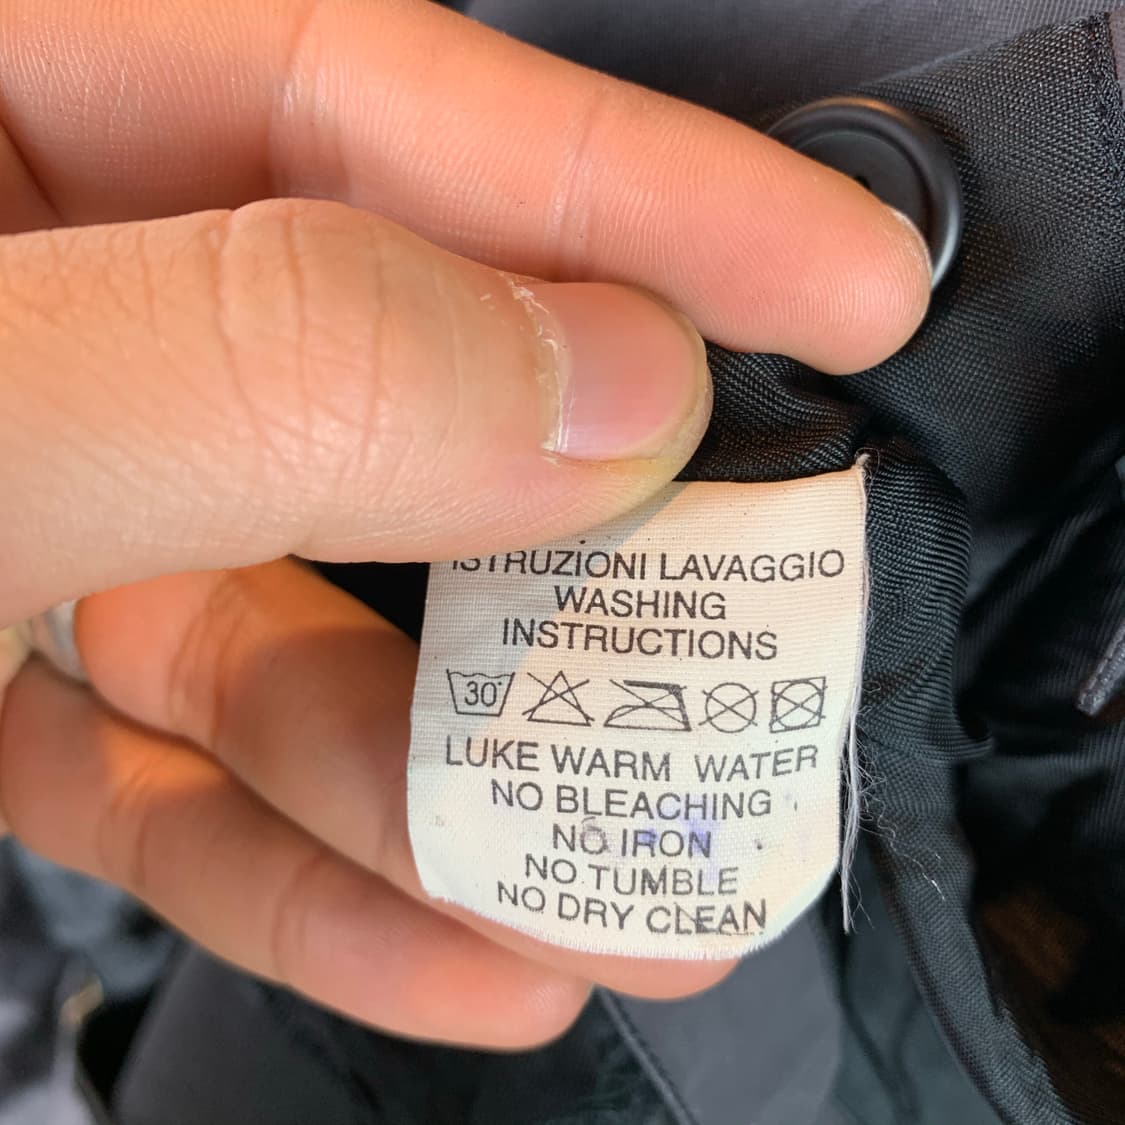 ISTRUZIONI LAVAGGIO
WASHING
INSTRUCTIONS
30°
LUKE WARM WATER
NO BLEACHING
NO IRON
NO TUMBLE
NO DRY CLEAN